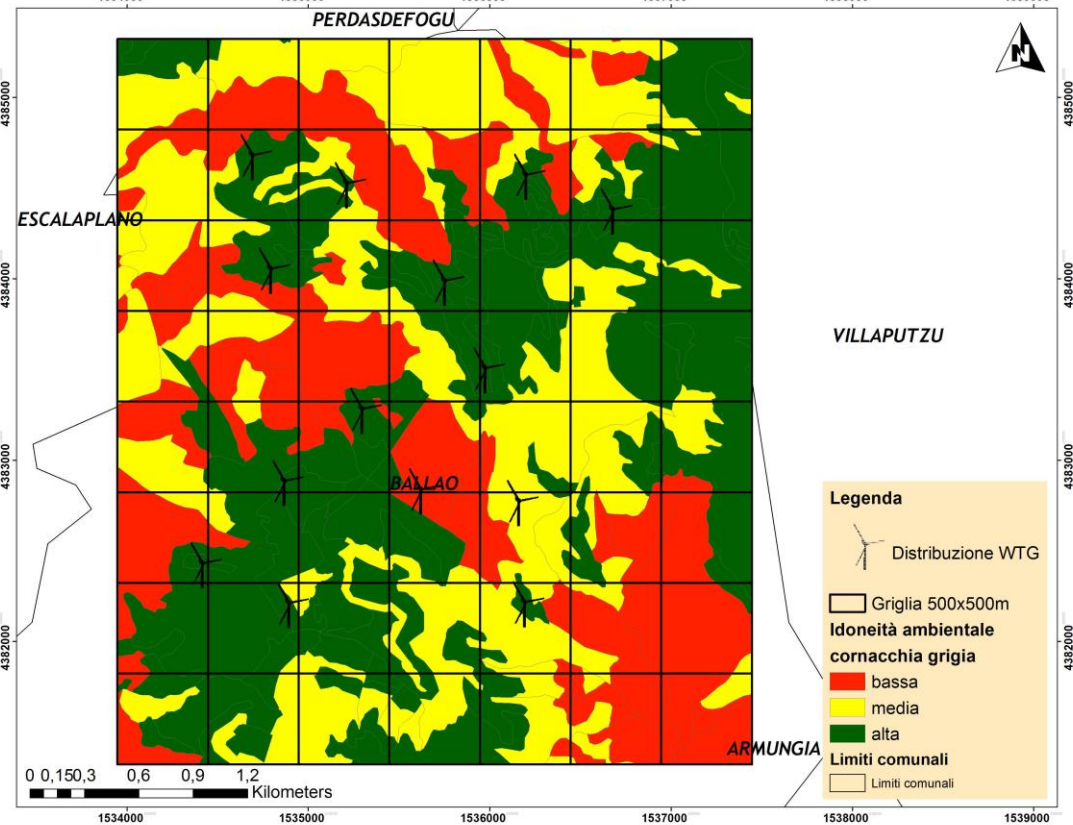 PERDASDEFOGU
N
4385000
4385000
ESCALAPLANO
4384000
4384000
VILLAPUTZU
4383000
4383000
BALLAO
4382000
4382000
ARMUNGIA
Legenda
Distribuzione WTG
Griglia 500x500m
Idoneità ambientale
cornacchia grigia
bassa
media
alta
Limiti comunali
Limiti comunali
0 0,15 0,3 0,6 0,9 1,2
Kilometers
1534000 1535000 1536000 1537000 1538000 1539000